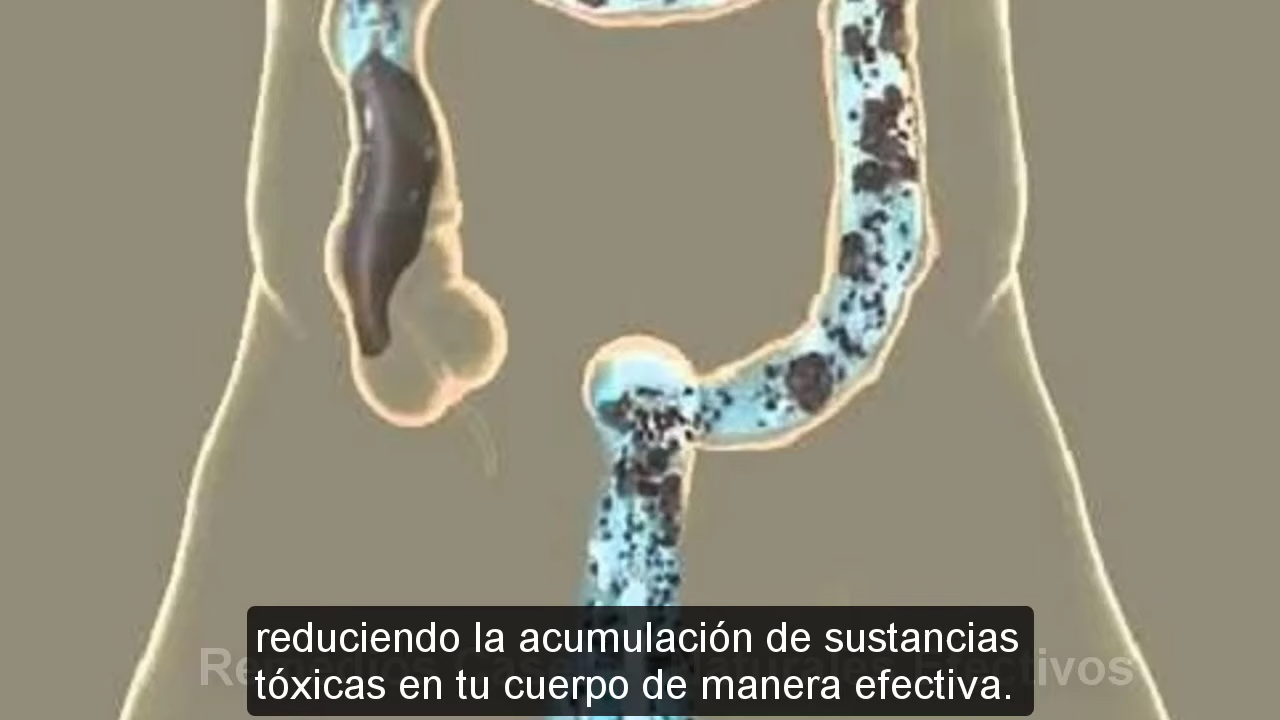 reduciendo la acumulación de sustancias
tóxicas en tu cuerpo de manera efectiva.